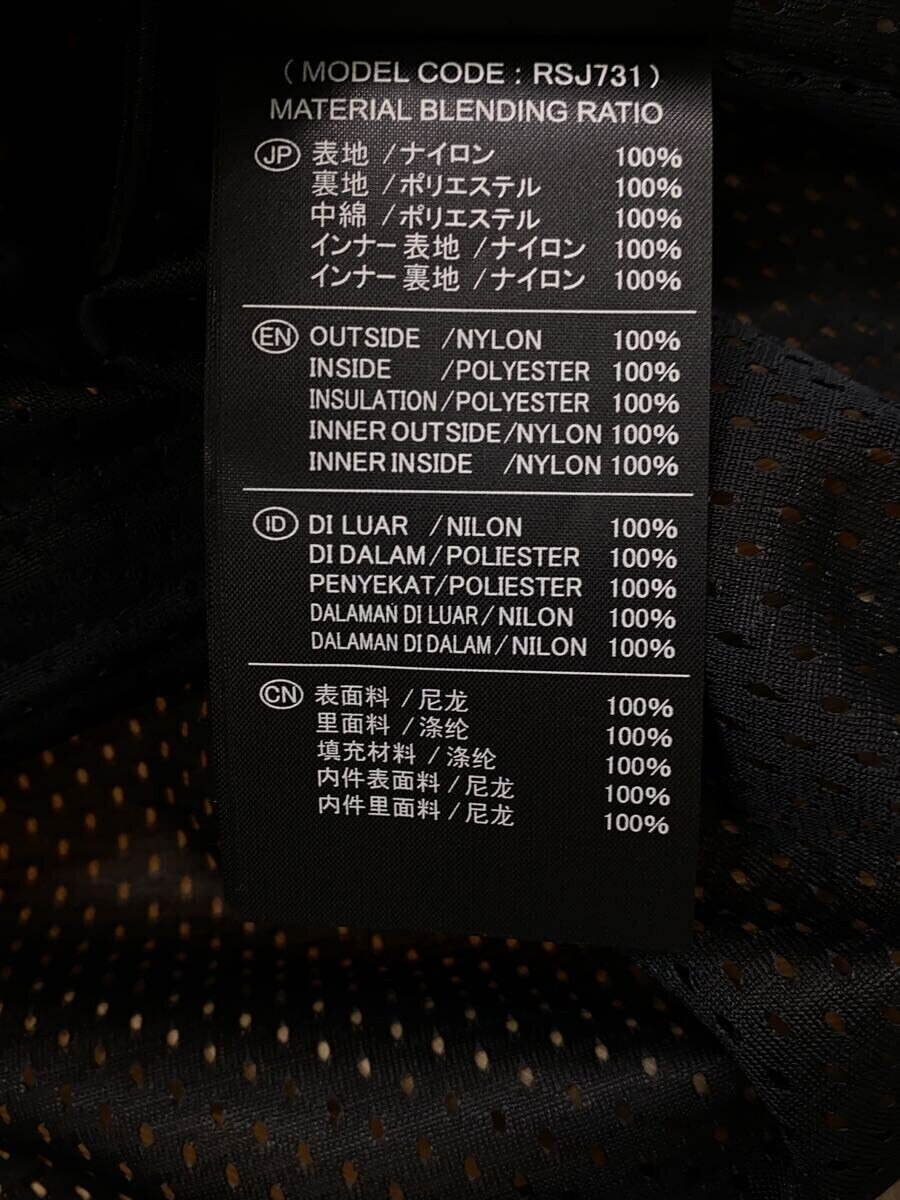 (MODEL CODE : RSJ731)
MATERIAL BLENDING RATIO
JP 表地 /ナイロン 100%
裏地 /ポリエステル 100%
中綿 /ポリエステル 100%
インナー表地 /ナイロン 100%
インナー裏地 /ナイロン 100%
EN OUTSIDE /NYLON 100%
INSIDE /POLYESTER 100%
INSULATION/POLYESTER 100%
INNER OUTSIDE/NYLON 100%
INNER INSIDE /NYLON 100%
ID DI LUAR /NILON 100%
DI DALAM/POLIESTER 100%
PENYEKAT/POLIESTER 100%
DALAMAN DI LUAR/NILON 100%
DALAMAN DI DALAM/NILON 100%
CN 表面料 /尼龙 100%
里面料 /涤纶 100%
填充材料 /涤纶 100%
内件表面料/尼龙 100%
内件里面料/尼龙 100%